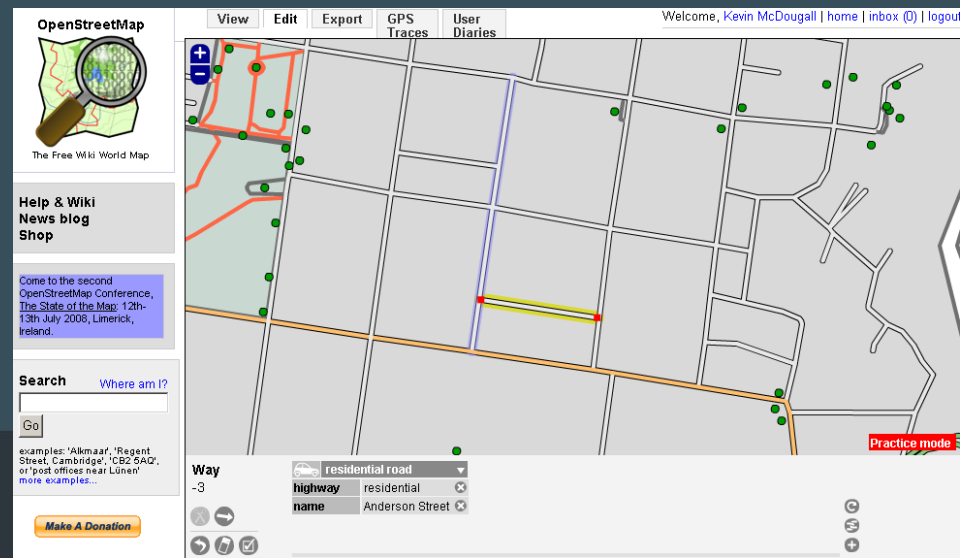 OpenStreetMap
The Free Wiki World Map
View
Edit
Export
GPS
Traces
User
Diaries
Welcome, Kevin McDougall | home | inbox (0) | logout
Help & Wiki
News blog
Shop
Come to the second
OpenStreetMap Conference,
The State of the Map: 12th-
13th July 2008, Limerick,
Ireland.
Search
Where am I?
Go
examples: 'Alkmaar', 'Regent
Street, Cambridge', 'CB2 5AQ',
or 'post offices near Lünen'
more examples...
Make A Donation
+
−
Practice mode
Way
-3
residential road
highway residential
name Anderson Street